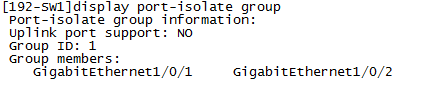 [192-SW1]display port-isolate group
Port-isolate group information:
Uplink port support: NO
Group ID: 1
Group members:
GigabitEthernet1/0/1 GigabitEthernet1/0/2